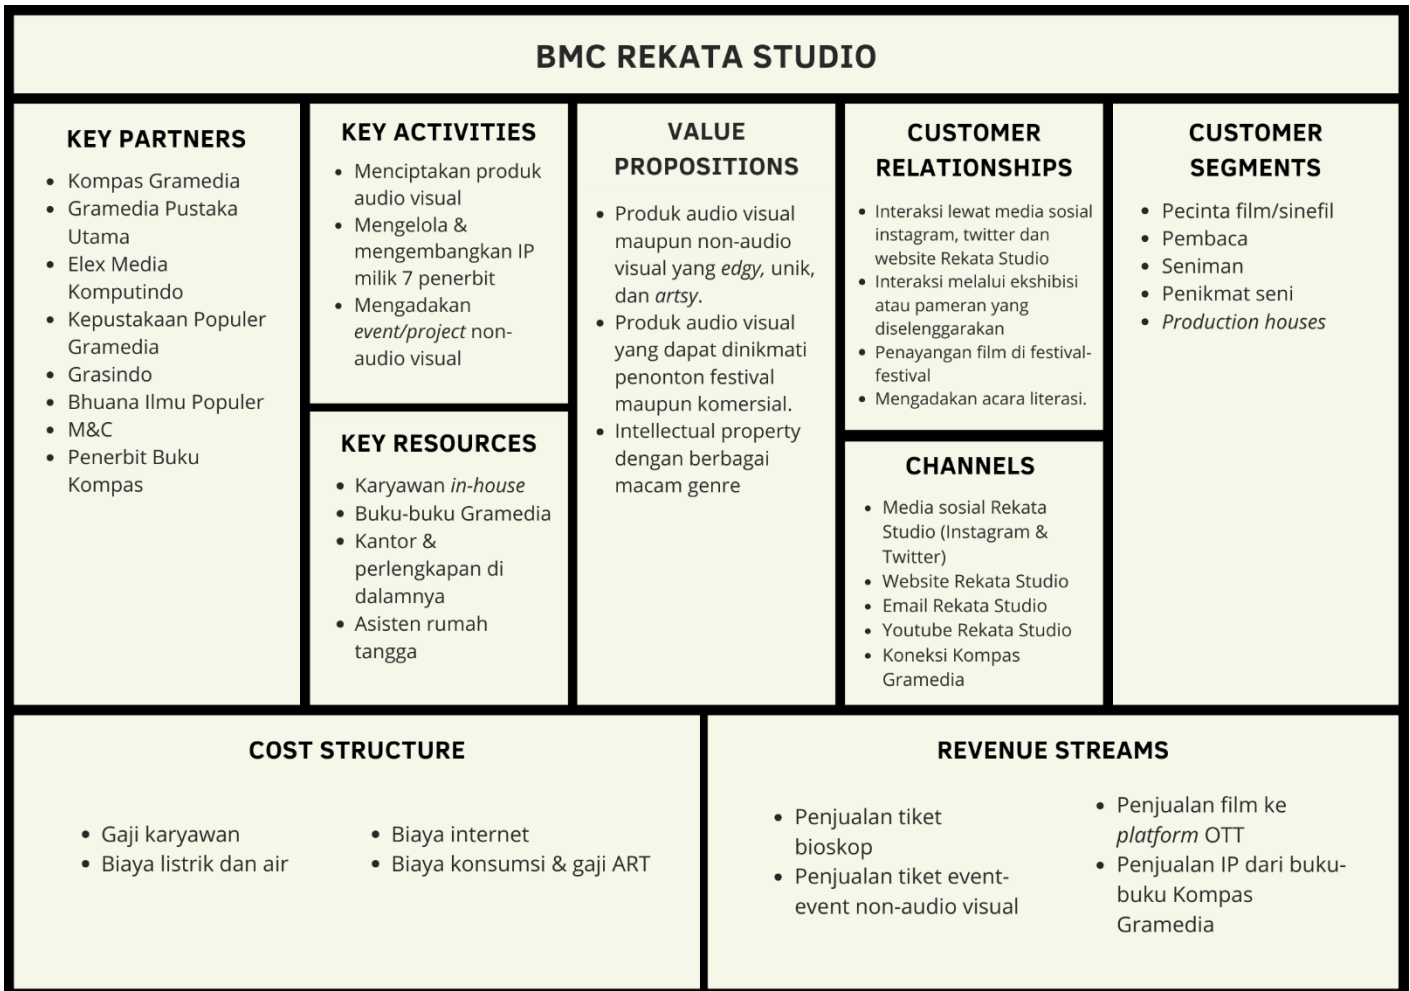 BMC REKATA STUDIO
KEY PARTNERS
• Kompas Gramedia
• Gramedia Pustaka
Utama
• Elex Media
Komputindo
• Kepustakaan Populer
Gramedia
• Grasindo
• Bhuana Ilmu Populer
• M&C
• Penerbit Buku
Kompas
KEY ACTIVITIES
• Menciptakan produk
audio visual
• Mengelola &
mengembangkan IP
milik 7 penerbit
• Mengadakan
event/project non-
audio visual
KEY RESOURCES
• Karyawan in-house
• Buku-buku Gramedia
• Kantor &
perlengkapan di
dalamnya
• Asisten rumah
tangga
VALUE
PROPOSITIONS
• Produk audio visual
maupun non-audio
visual yang edgy, unik,
dan artsy.
• Produk audio visual
yang dapat dinikmati
penonton festival
maupun komersial.
• Intellectual property
dengan berbagai
macam genre
CUSTOMER
RELATIONSHIPS
• Interaksi lewat media sosial
instagram, twitter dan
website Rekata Studio
• Interaksi melalui ekshibisi
atau pameran yang
diselenggarakan
• Penayangan film di festival-
festival
• Mengadakan acara literasi.
CHANNELS
• Media sosial Rekata
Studio (Instagram &
Twitter)
• Website Rekata Studio
• Email Rekata Studio
• Youtube Rekata Studio
• Koneksi Kompas
Gramedia
CUSTOMER
SEGMENTS
• Pecinta film/sinefil
• Pembaca
• Seniman
• Penikmat seni
• Production houses
COST STRUCTURE
• Gaji karyawan
• Biaya listrik dan air
• Biaya internet
• Biaya konsumsi & gaji ART
REVENUE STREAMS
• Penjualan tiket
bioskop
• Penjualan tiket event-
event non-audio visual
• Penjualan film ke
platform OTT
• Penjualan IP dari buku-
buku Kompas
Gramedia